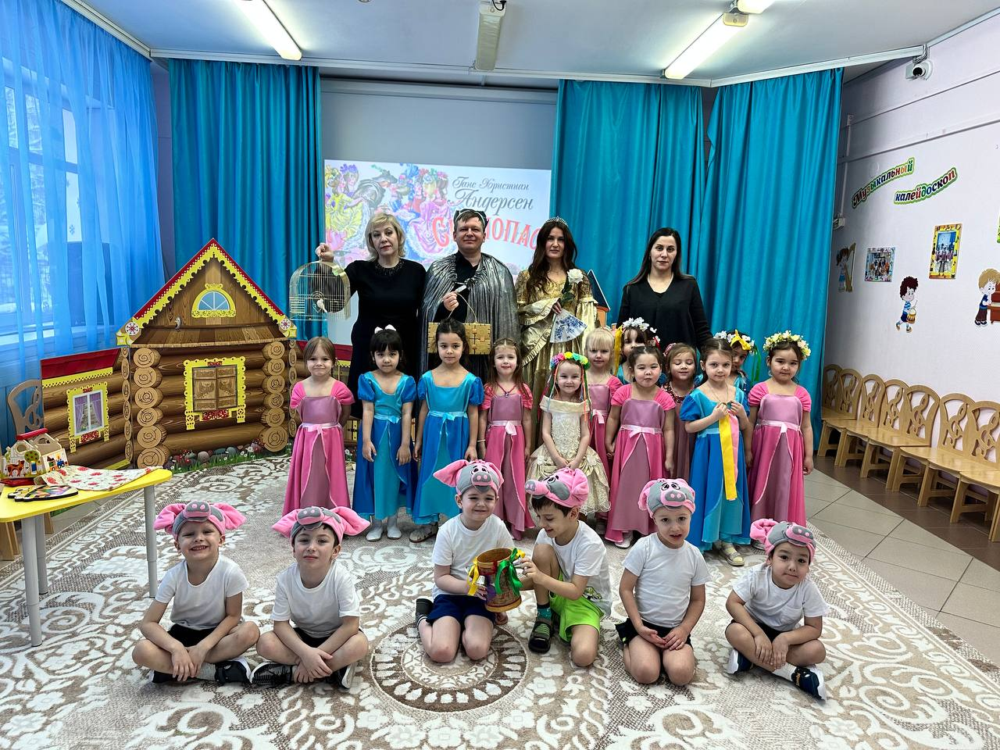 Ганс Христиан
Андерсен
Музыкальный
калейдоскоп